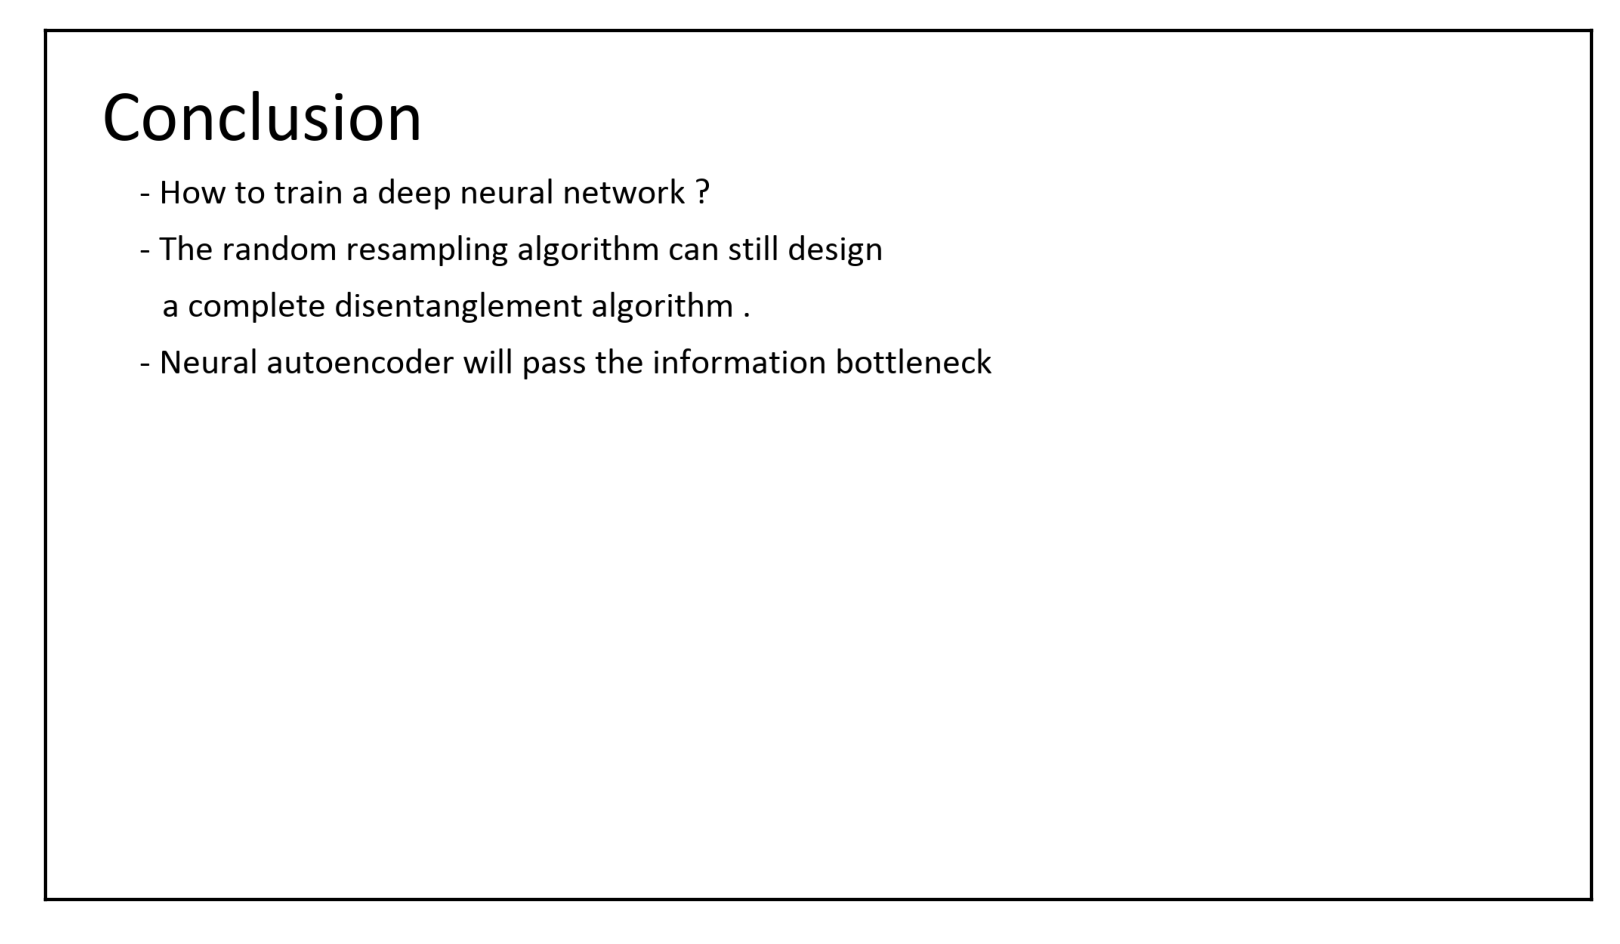 Conclusion
- How to train a deep neural network ?
- The random resampling algorithm can still design
a complete disentanglement algorithm .
- Neural autoencoder will pass the information bottleneck